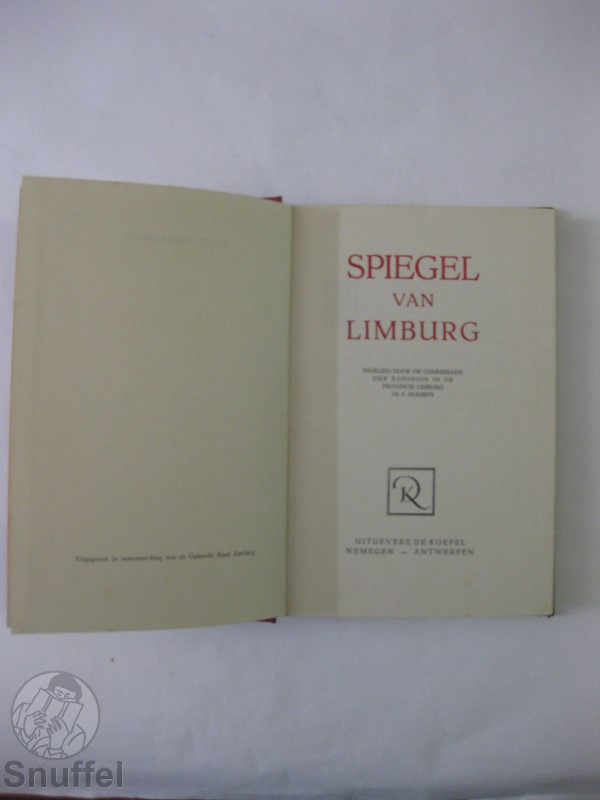 Uitgegeven in samenwerking met de Culturele Raad Limburg
SPIEGEL
VAN
LIMBURG
INGELEID DOOR DE COMMISSARIS
DER KONINGIN IN DE
PROVINCIE LIMBURG
Dr F. HOUBEN
UITGEVERIJ DE KOEPEL
NIJMEGEN — ANTWERPEN
Snuffel